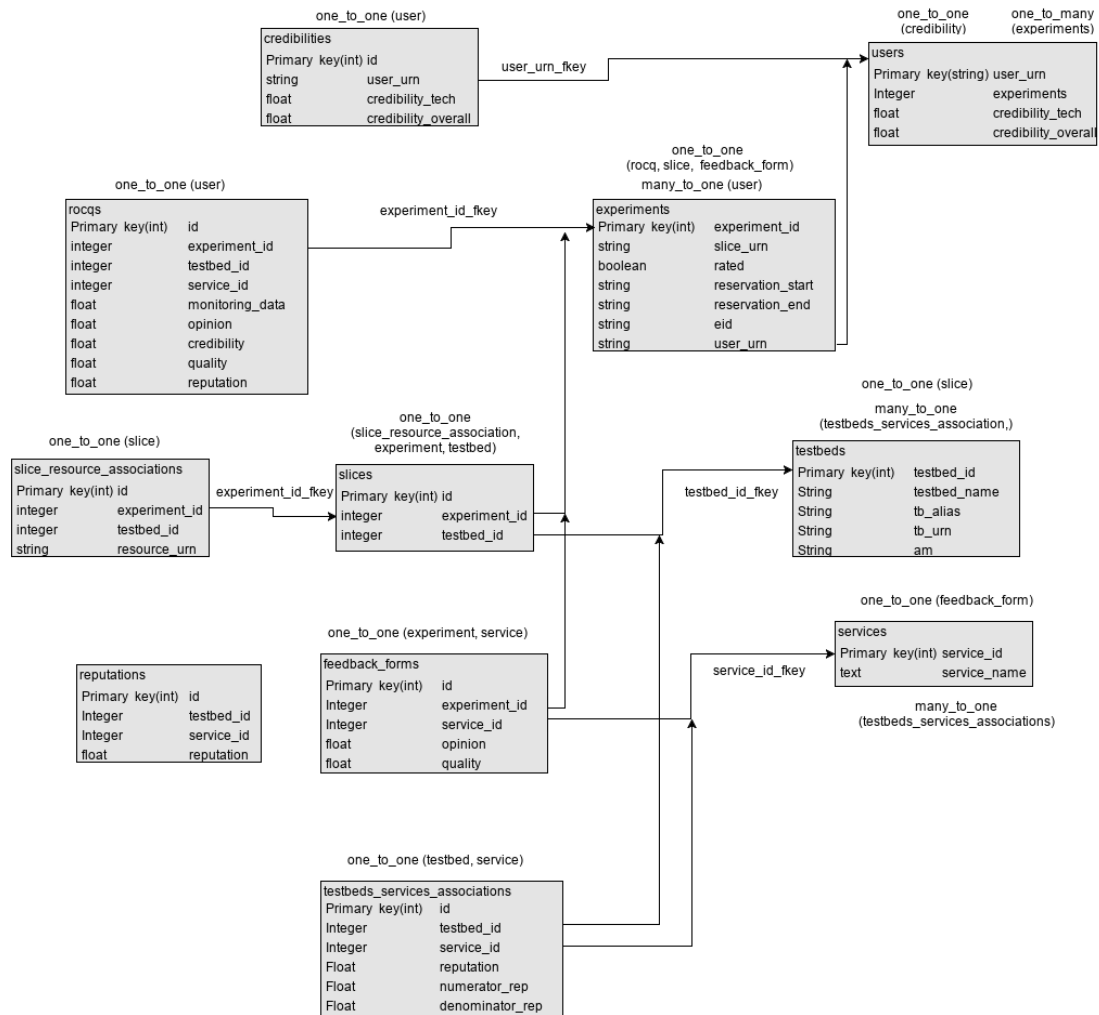 one_to_one (user)
credibilities
Primary key(int) id
string user_urn
float credibility_tech
float credibility_overall
user_urn_fkey
one_to_one
(credibility)
one_to_many
(experiments)
users
Primary key(string) user_urn
Integer experiments
float credibility_tech
float credibility_overall
one_to_one (user)
rocqs
Primary key(int) id
integer experiment_id
integer testbed_id
integer service_id
float monitoring_data
float opinion
float credibility
float quality
float reputation
experiment_id_fkey
one_to_one
(rocq, slice, feedback_form)
many_to_one (user)
experiments
Primary key(int) experiment_id
string slice_urn
boolean rated
string reservation_start
string reservation_end
string eid
string user_urn
one_to_one (slice)
slice_resource_associations
Primary key(int) id
integer experiment_id
integer testbed_id
string resource_urn
experiment_id_fkey
one_to_one
(slice_resource_association,
experiment, testbed)
slices
Primary key(int) id
integer experiment_id
integer testbed_id
testbed_id_fkey
one_to_one (slice)
many_to_one
(testbeds_services_association,)
testbeds
Primary key(int) testbed_id
String testbed_name
String tb_alias
String tb_urn
String am
reputations
Primary key(int) id
Integer testbed_id
Integer service_id
float reputation
one_to_one (experiment, service)
feedback_forms
Primary key(int) id
Integer experiment_id
Integer service_id
float opinion
float quality
service_id_fkey
one_to_one (feedback_form)
services
Primary key(int) service_id
text service_name
many_to_one
(testbeds_services_associations)
one_to_one (testbed, service)
testbeds_services_associations
Primary key(int) id
Integer testbed_id
Integer service_id
Float reputation
Float numerator_rep
Float denominator_rep